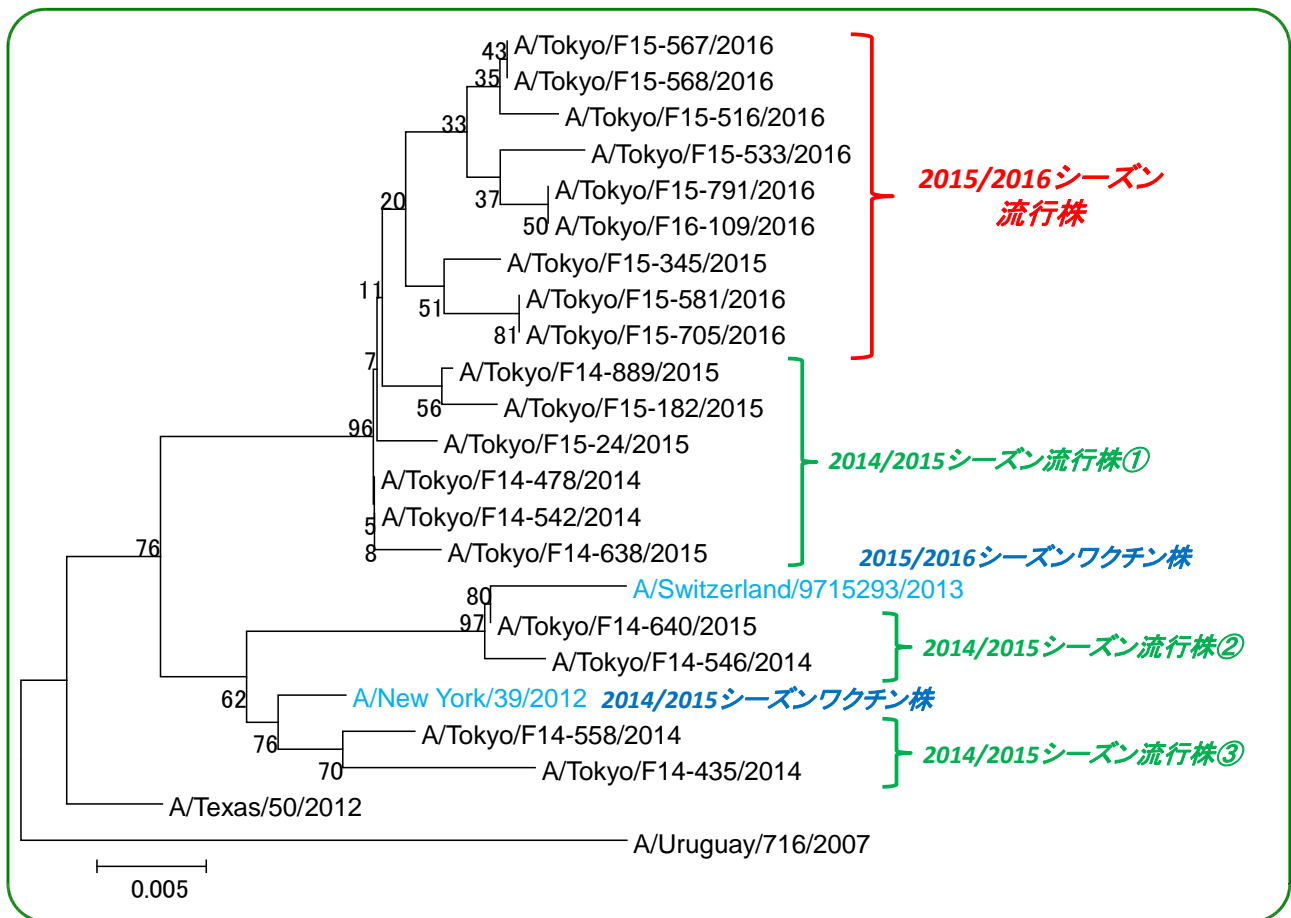 43
A/Tokyo/F15-567/2016
35
A/Tokyo/F15-568/2016
A/Tokyo/F15-516/2016
33
A/Tokyo/F15-533/2016
37
A/Tokyo/F15-791/2016
50
A/Tokyo/F16-109/2016
2015/2016シーズン
流行株
20
A/Tokyo/F15-345/2015
11
51
A/Tokyo/F15-581/2016
81
A/Tokyo/F15-705/2016
7
A/Tokyo/F14-889/2015
56
A/Tokyo/F15-182/2015
96
A/Tokyo/F15-24/2015
2014/2015シーズン流行株①
A/Tokyo/F14-478/2014
5
A/Tokyo/F14-542/2014
8
A/Tokyo/F14-638/2015
2015/2016シーズンワクチン株
76
80
A/Switzerland/9715293/2013
97
A/Tokyo/F14-640/2015
2014/2015シーズン流行株②
A/Tokyo/F14-546/2014
62
A/New York/39/2012 2014/2015シーズンワクチン株
76
A/Tokyo/F14-558/2014
2014/2015シーズン流行株③
70
A/Tokyo/F14-435/2014
A/Texas/50/2012
A/Uruguay/716/2007
0.005